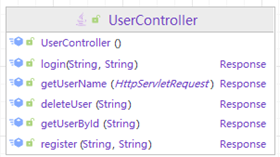 UserController
UserController ()
login(String, String) Response
getUserName (HttpServletRequest) Response
deleteUser (String) Response
getUserById (String) Response
register (String, String) Response